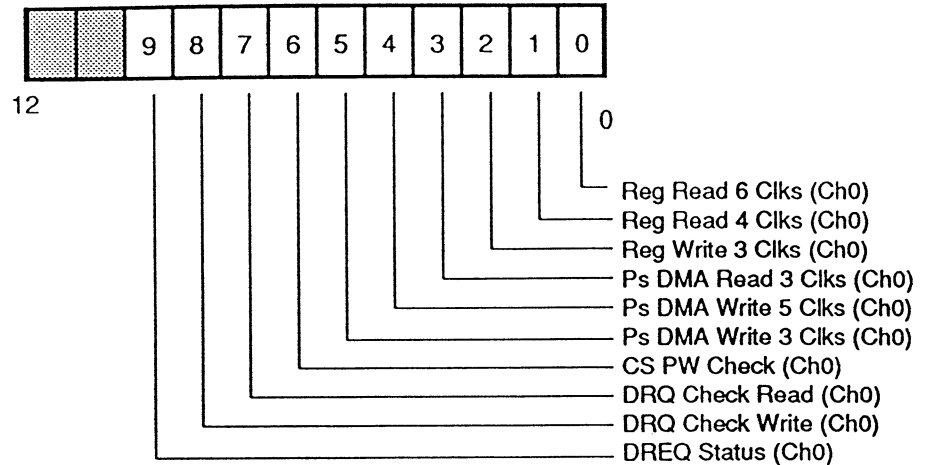 9 8 7 6 5 4 3 2 1 0
12
0
Reg Read 6 Clks (Ch0)
Reg Read 4 Clks (Ch0)
Reg Write 3 Clks (Ch0)
Ps DMA Read 3 Clks (Ch0)
Ps DMA Write 5 Clks (Ch0)
Ps DMA Write 3 Clks (Ch0)
CS PW Check (Ch0)
DRQ Check Read (Ch0)
DRQ Check Write (Ch0)
DREQ Status (Ch0)